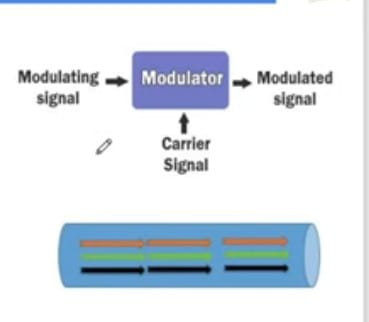 Modulating
signal
Modulator
Modulated
signal
Carrier
Signal